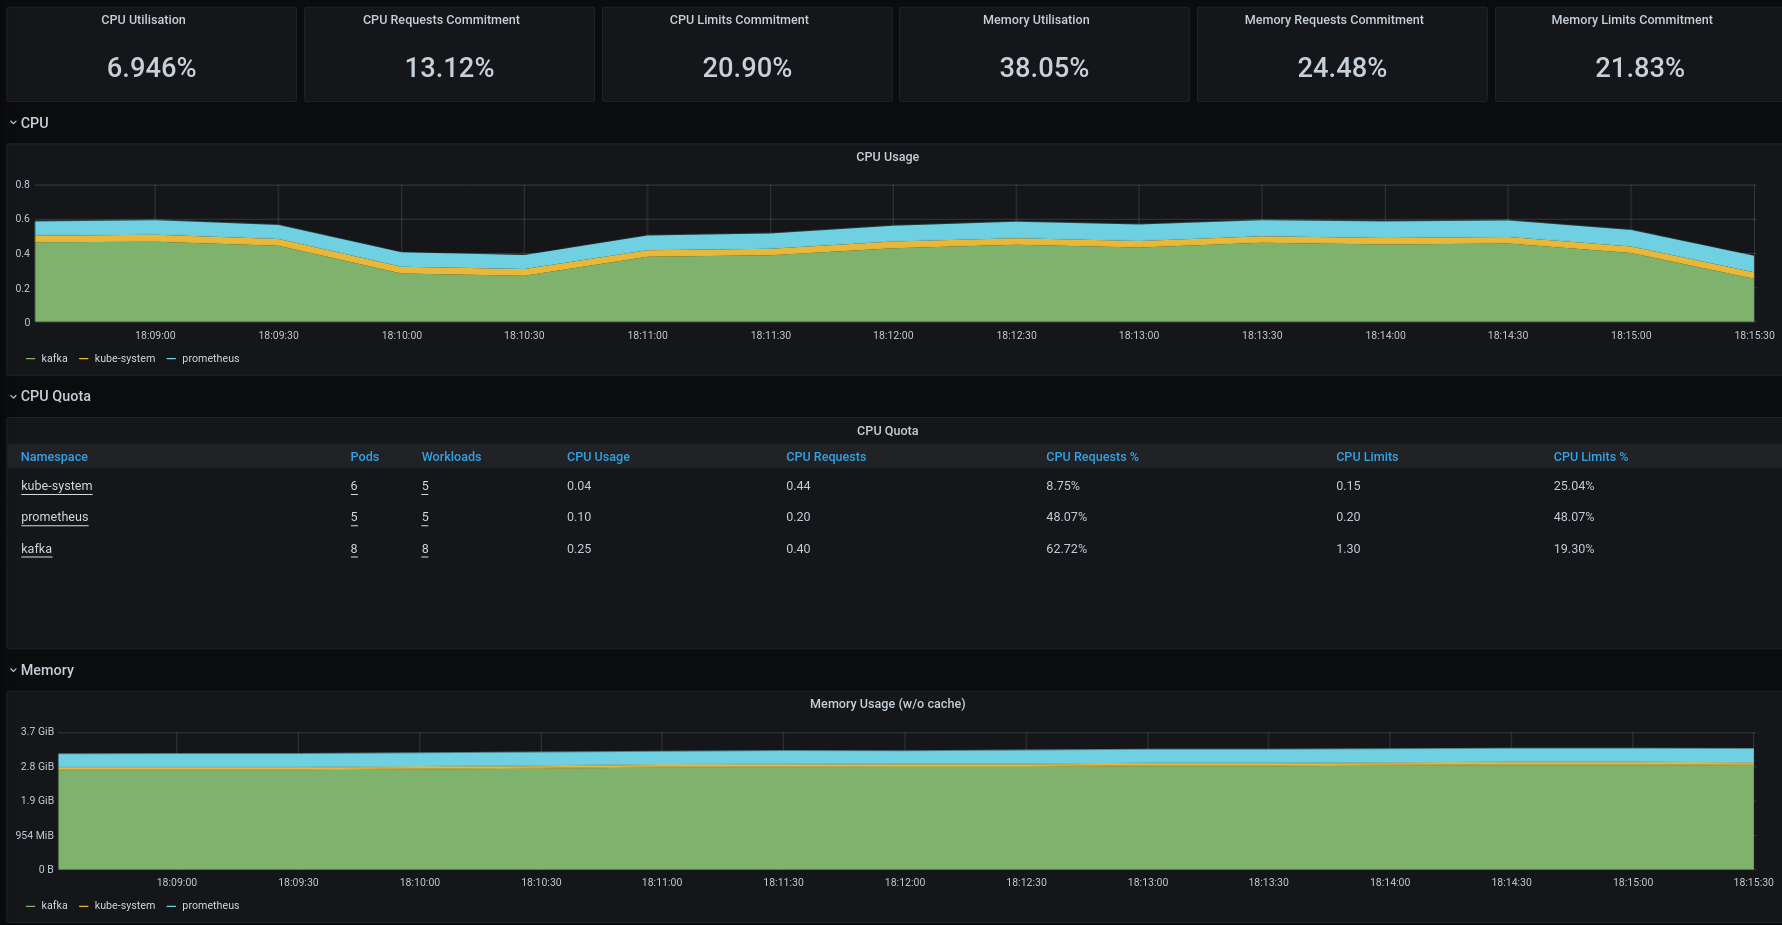 CPU Utilisation CPU Requests Commitment CPU Limits Commitment Memory Utilisation Memory Requests Commitment Memory Limits Commitment
6.946% 13.12% 20.90% 38.05% 24.48% 21.83%
CPU
CPU Usage
0.8
0.6
0.4
0.2
0
18:09:00 18:09:30 18:10:00 18:10:30 18:11:00 18:11:30 18:12:00 18:12:30 18:13:00 18:13:30 18:14:00 18:14:30 18:15:00 18:15:30
kafka kube-system prometheus
CPU Quota
CPU Quota
Namespace Pods Workloads CPU Usage CPU Requests CPU Requests % CPU Limits CPU Limits %
kube-system 6 5 0.04 0.44 8.75% 0.15 25.04%
prometheus 5 5 0.10 0.20 48.07% 0.20 48.07%
kafka 8 8 0.25 0.40 62.72% 1.30 19.30%
Memory
Memory Usage (w/o cache)
3.7 GiB
2.8 GiB
1.9 GiB
954 MiB
0 B
18:09:00 18:09:30 18:10:00 18:10:30 18:11:00 18:11:30 18:12:00 18:12:30 18:13:00 18:13:30 18:14:00 18:14:30 18:15:00 18:15:30
kafka kube-system prometheus